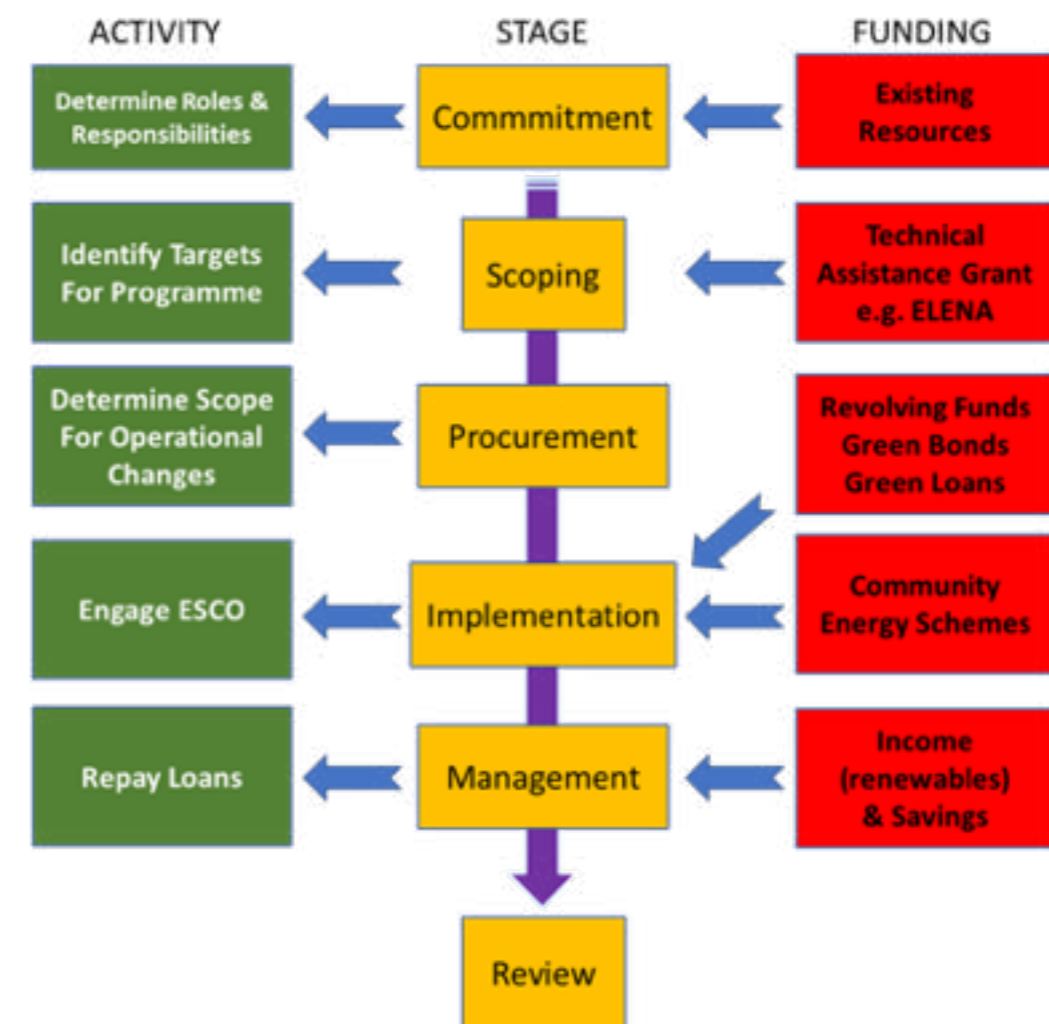 ACTIVITY
STAGE
FUNDING
Determine Roles &
Responsibilities
Commmitment
Existing
Resources
Identify Targets
For Programme
Scoping
Technical
Assistance Grant
e.g. ELENA
Determine Scope
For Operational
Changes
Procurement
Revolving Funds
Green Bonds
Green Loans
Engage ESCO
Implementation
Community
Energy Schemes
Repay Loans
Management
Income
(renewables)
& Savings
Review